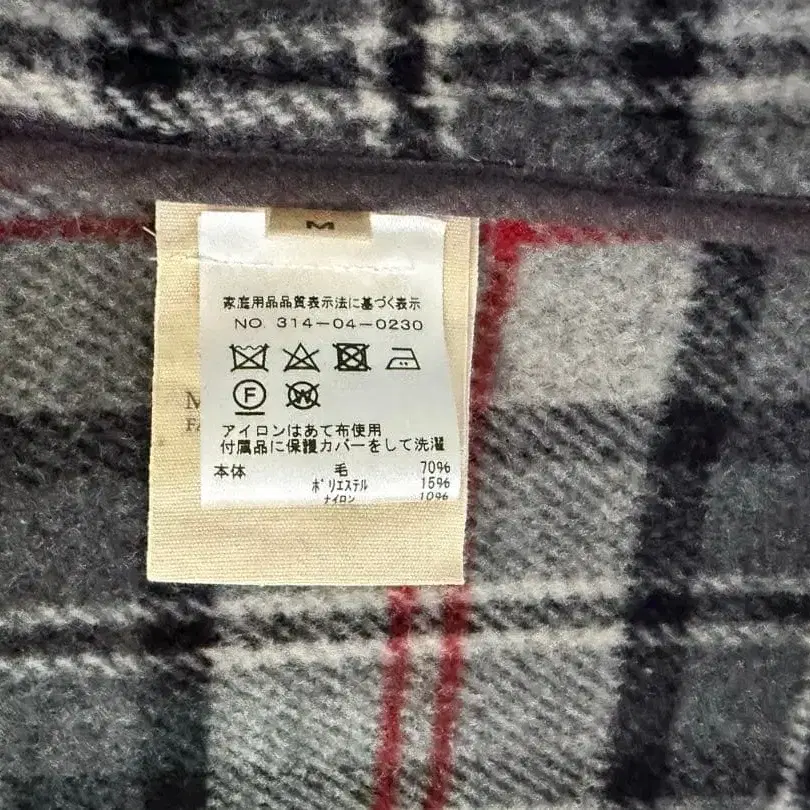 M
家庭用品品質表示法に基づく表示
NO. 314-04-0230
F
W
アイロンはあて布使用
付属品に保護カバーをして洗濯
本体 毛 70%
ポリエステル 15%
ナイロン 10%